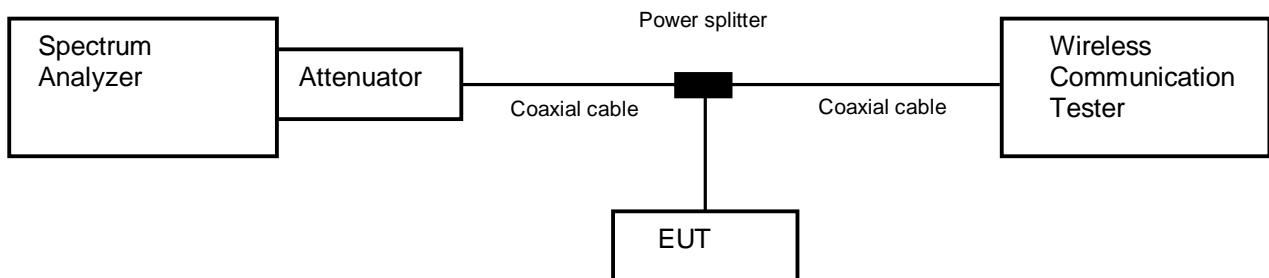 Power splitter
Spectrum
Analyzer
Attenuator
Coaxial cable
Coaxial cable
Wireless
Communication
Tester
EUT